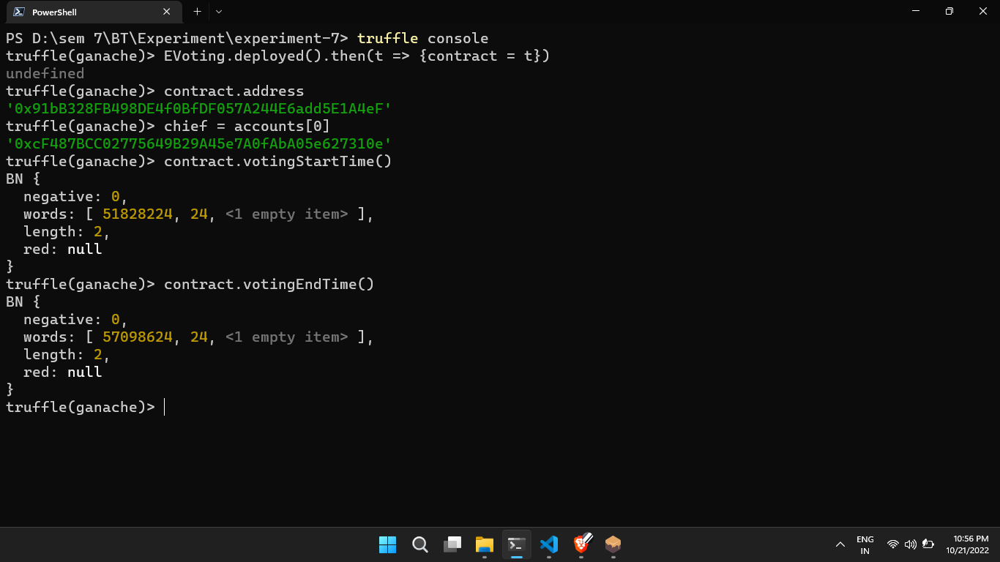 PowerShell
PS D:\sem 7\BT\Experiment\experiment-7> truffle console
truffle(ganache)> EVoting.deployed().then(t => {contract = t})
undefined
truffle(ganache)> contract.address
'0x91bB328FB498DE4f0BfDF057A244E6add5E1A4eF'
truffle(ganache)> chief = accounts[0]
'0xcF487BCC02775649B29A45e7A0fAbA05e627310e'
truffle(ganache)> contract.votingStartTime()
BN {
  negative: 0,
  words: [ 51828224, 24, <1 empty item> ],
  length: 2,
  red: null
}
truffle(ganache)> contract.votingEndTime()
BN {
  negative: 0,
  words: [ 57098624, 24, <1 empty item> ],
  length: 2,
  red: null
}
truffle(ganache)>
ENG
IN
10:56 PM
10/21/2022